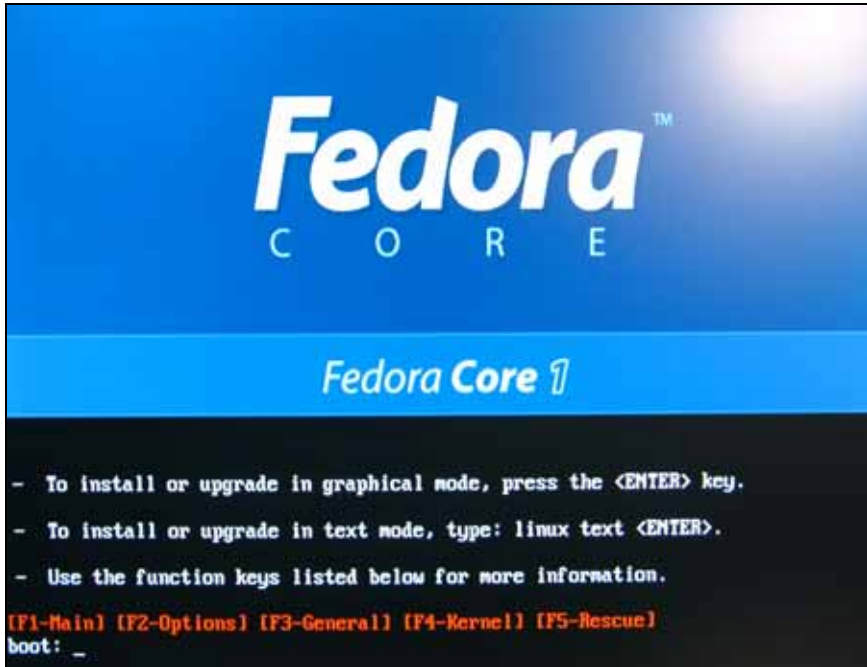 Fedora™
CORE
Fedora Core 1
- To install or upgrade in graphical mode, press the <ENTER> key.
- To install or upgrade in text mode, type: linux text <ENTER>.
- Use the function keys listed below for more information.
[F1-Main] [F2-Options] [F3-General] [F4-Kernel] [F5-Rescue]
boot: _